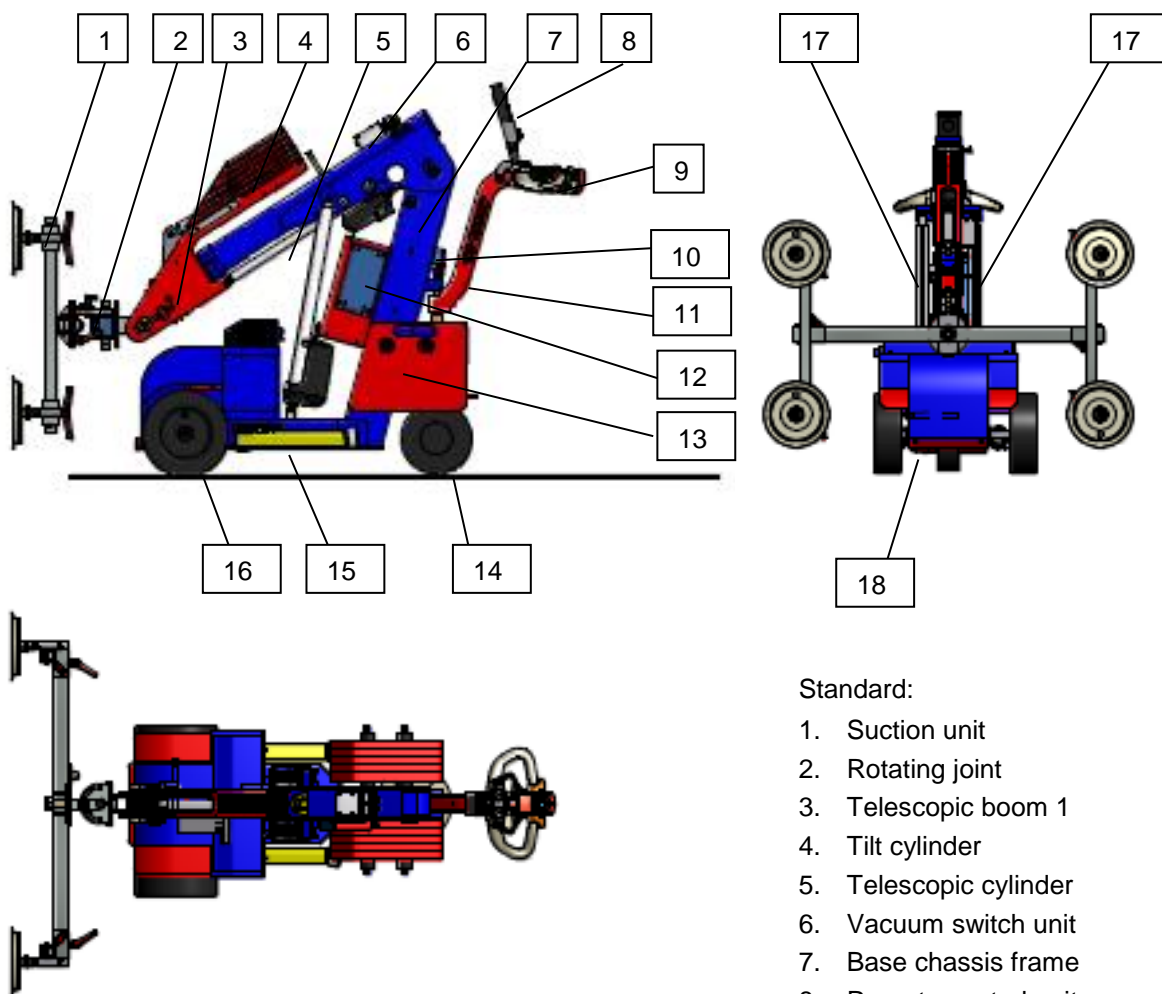 1 2 3 4 5 6 7 8 17 17
9
10
11
12
13
16 15 14 18
Standard:
1. Suction unit
2. Rotating joint
3. Telescopic boom 1
4. Tilt cylinder
5. Telescopic cylinder
6. Vacuum switch unit
7. Base chassis frame